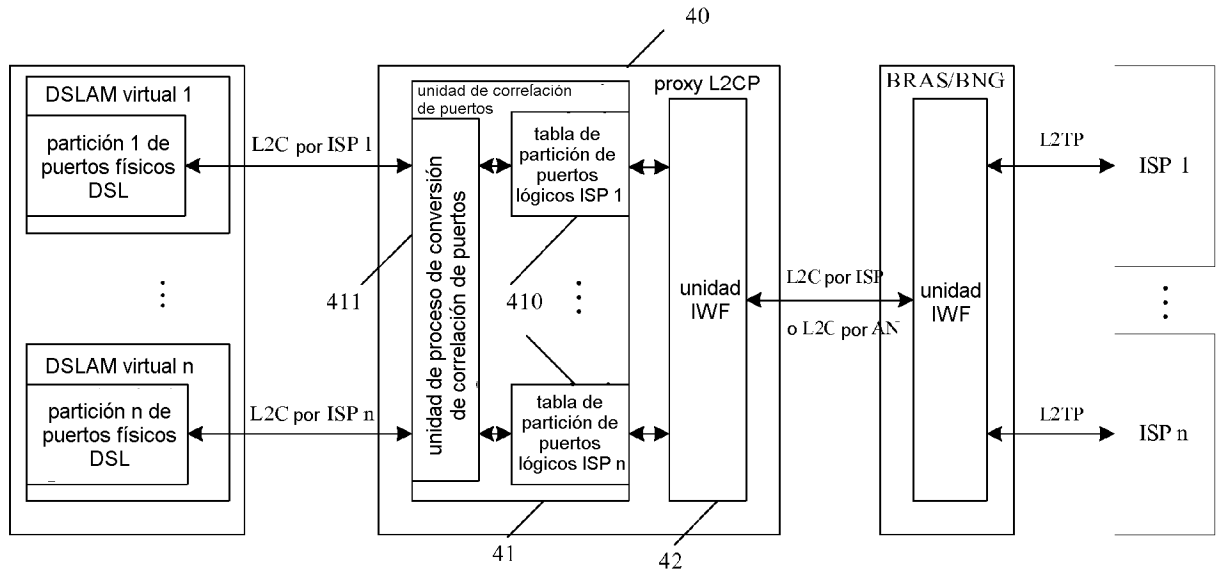 40
DSLAM virtual 1
partición 1 de
puertos físicos
DSL
L2C por ISP 1
unidad de correlación
de puertos
proxy L2CP
tabla de
partición de
puertos
lógicos ISP 1
unidad de proceso de conversión
de correlación de puertos
411
410
unidad
IWF
L2C por ISP
o L2C por AN
BRAS/BNG
unidad
IWF
L2TP
ISP 1
DSLAM virtual n
partición n de
puertos físicos
DSL
L2C por ISP n
tabla de
partición de
puertos
lógicos ISP n
L2TP
ISP n
41
42